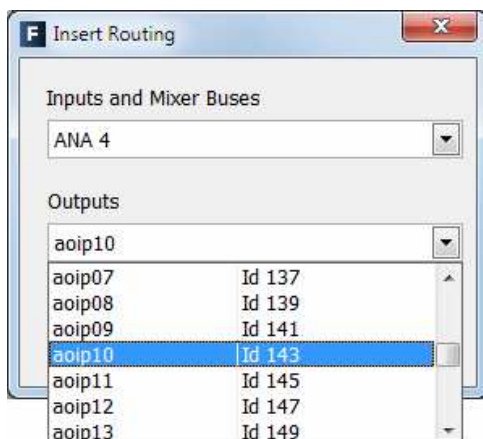 F Insert Routing
Inputs and Mixer Buses
ANA 4
Outputs
aoip10
aoip07 Id 137
aoip08 Id 139
aoip09 Id 141
aoip10 Id 143
aoip11 Id 145
aoip12 Id 147
aoip13 Id 149